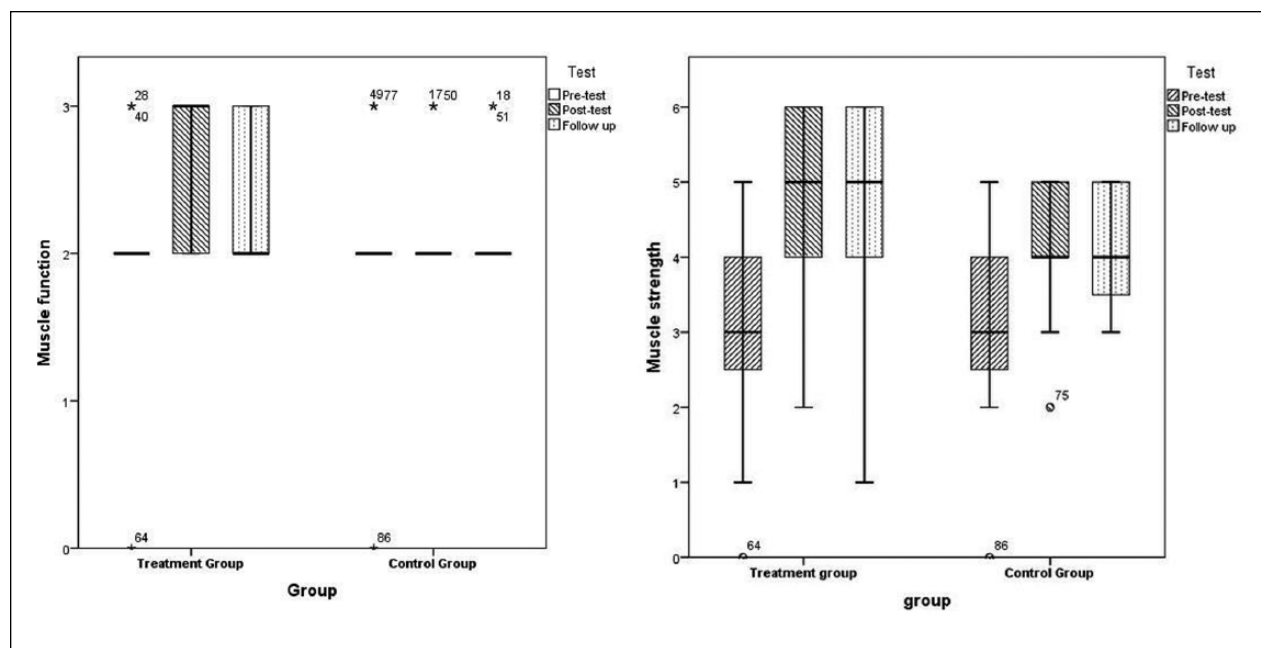 Test
Pre-test
Post-test
Follow up
Muscle function
3
2
1
0
28
40
64
4977
1750
18
51
86
Treatment Group
Control Group
Group
Test
Pre-test
Post-test
Follow up
Muscle strength
6
5
4
3
2
1
0
64
75
86
Treatment group
Control Group
group